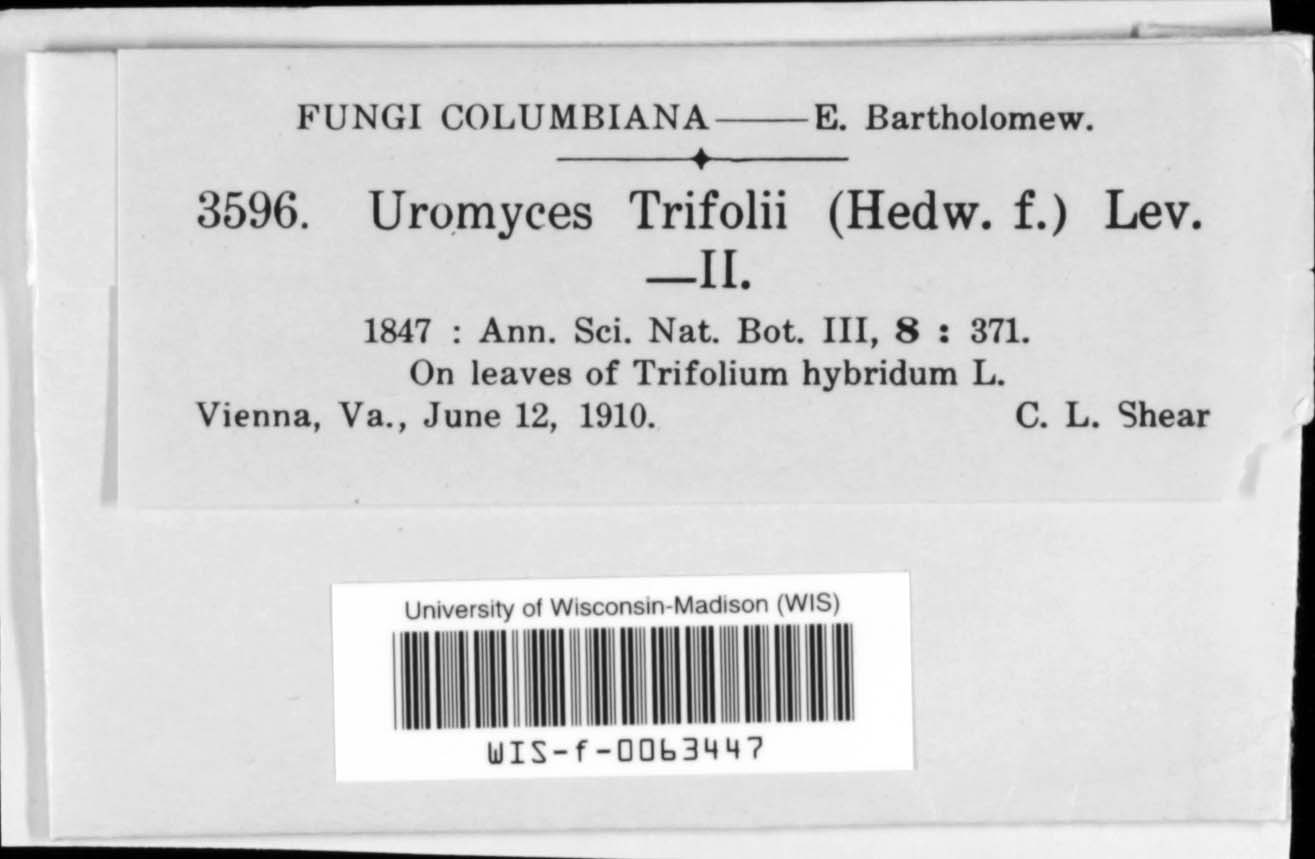 FUNGI COLUMBIANA——E. Bartholomew.
3596. Uromyces Trifolii (Hedw. f.) Lev.
—II.
1847 : Ann. Sci. Nat. Bot. III, 8 : 371.
On leaves of Trifolium hybridum L.
Vienna, Va., June 12, 1910. C. L. Shear
University of Wisconsin-Madison (WIS)
WIS-f-0063447